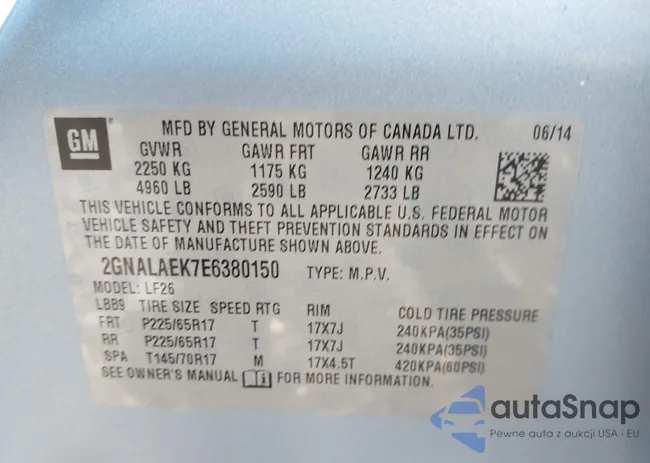 GM
MFD BY GENERAL MOTORS OF CANADA LTD. 06/14
GVWR GAWR FRT GAWR RR
2250 KG 1175 KG 1240 KG
4960 LB 2590 LB 2733 LB
THIS VEHICLE CONFORMS TO ALL APPLICABLE U.S. FEDERAL MOTOR
VEHICLE SAFETY AND THEFT PREVENTION STANDARDS IN EFFECT ON
THE DATE OF MANUFACTURE SHOWN ABOVE.
2GNALAEK7E6380150 TYPE: M.P.V.
MODEL: LF26
LBB9 TIRE SIZE SPEED RTG RIM COLD TIRE PRESSURE
FRT P225/65R17 T 17X7J 240KPA(35PSI)
RR P225/65R17 T 17X7J 240KPA(35PSI)
SPA T145/70R17 M 17X4.5T 420KPA(60PSI)
SEE OWNER'S MANUAL FOR MORE INFORMATION.
autaSnap
Pewne auta z aukcji USA i EU